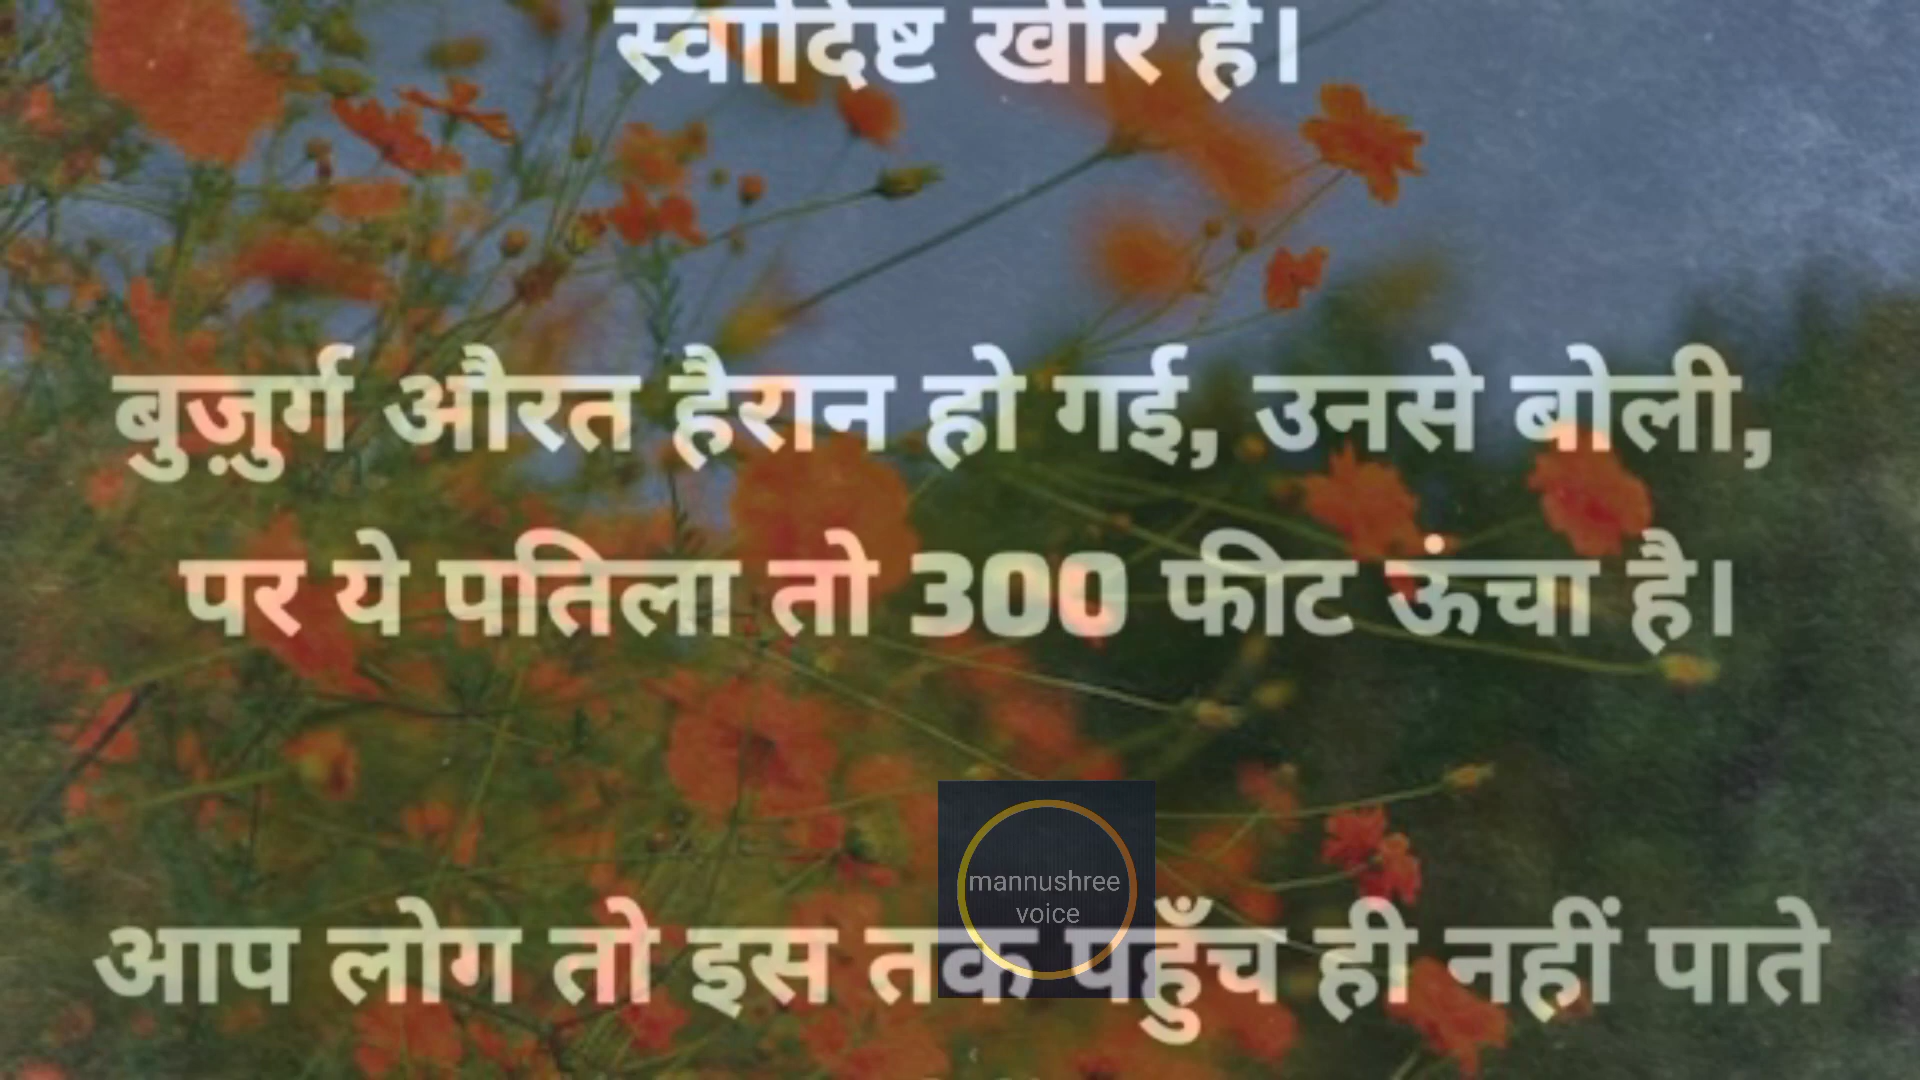 स्वादिष्ट खीर है।
बुज़ुर्ग औरत हैरान हो गई, उनसे बोली,
पर ये पतिला तो 300 फीट ऊंचा है।
mannushree
voice
आप लोग तो इस तक पहुँच ही नहीं पाते